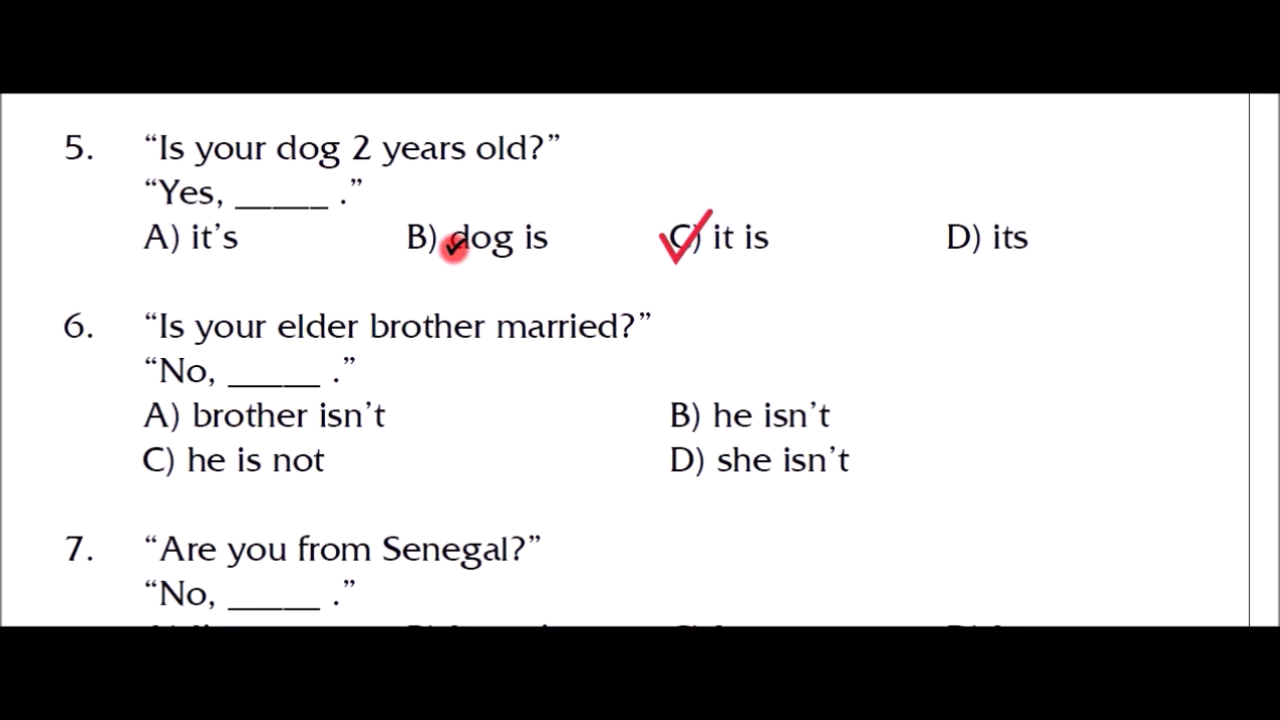 5. “Is your dog 2 years old?”
“Yes, _____ .”
A) it’s B) dog is C) it is D) its
6. “Is your elder brother married?”
“No, _____ .”
A) brother isn’t B) he isn’t
C) he is not D) she isn’t
7. “Are you from Senegal?”
“No, _____ .”